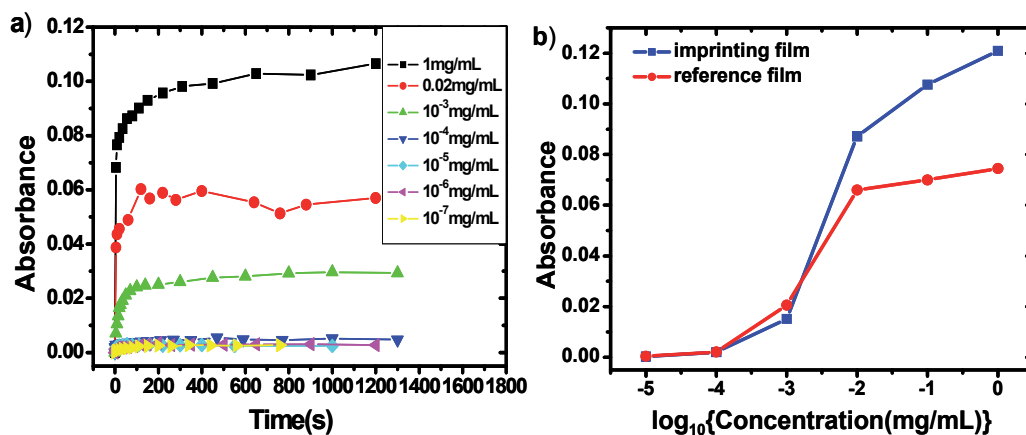 a)
Absorbance
0.12
0.10
0.08
0.06
0.04
0.02
0.00
0 200 400 600 800 1000 1200 1400 1600 1800
Time(s)
1mg/mL
0.02mg/mL
10⁻³mg/mL
10⁻⁴mg/mL
10⁻⁵mg/mL
10⁻⁶mg/mL
10⁻⁷mg/mL
b)
Absorbance
0.12
0.10
0.08
0.06
0.04
0.02
0.00
-5 -4 -3 -2 -1 0
log₁₀{Concentration(mg/mL)}
imprinting film
reference film